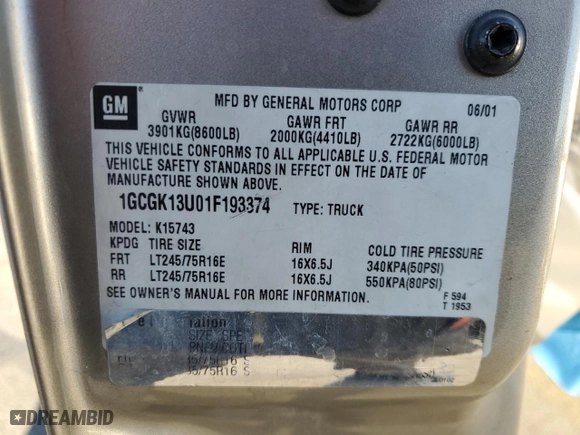 GM
MFD BY GENERAL MOTORS CORP 06/01
GVWR GAWR FRT GAWR RR
3901KG(8600LB) 2000KG(4410LB) 2722KG(6000LB)
THIS VEHICLE CONFORMS TO ALL APPLICABLE U.S. FEDERAL MOTOR
VEHICLE SAFETY STANDARDS IN EFFECT ON THE DATE OF
MANUFACTURE SHOWN ABOVE.
1GCGK13U01F193374 TYPE: TRUCK
MODEL: K15743
KPDG TIRE SIZE RIM COLD TIRE PRESSURE
FRT LT245/75R16E 16X6.5J 340KPA(50PSI)
RR LT245/75R16E 16X6.5J 550KPA(80PSI)
SEE OWNER'S MANUAL FOR MORE INFORMATION.
F 594
T 1953
DREAMBID